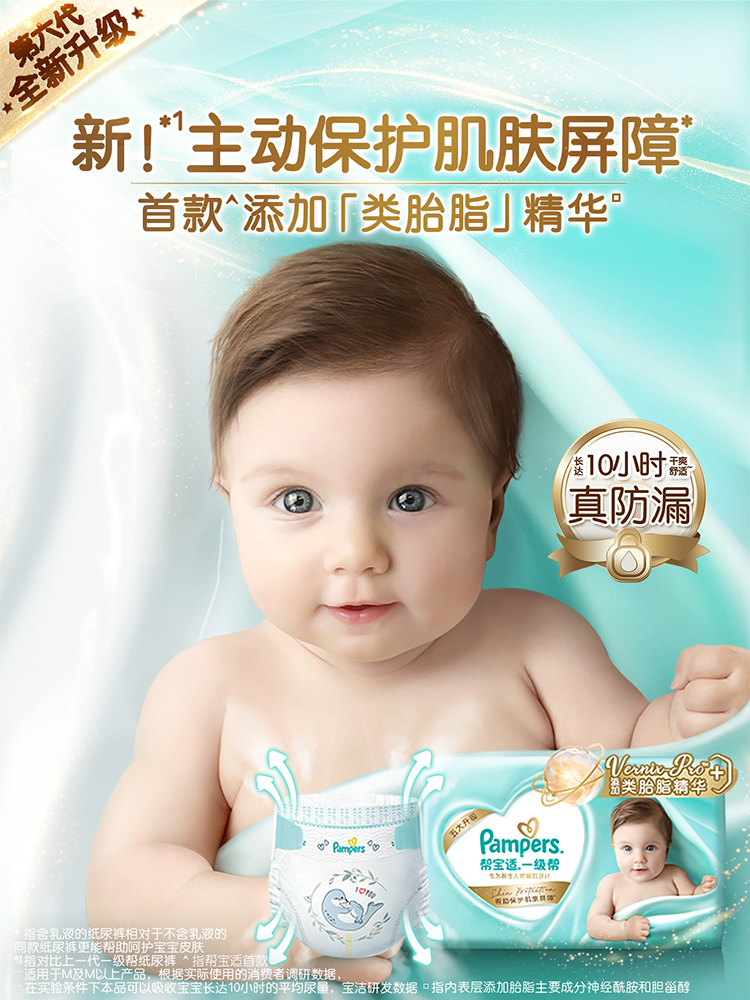 第六代
全新升级
新!*1主动保护肌肤屏障*
首款^添加「类胎脂」精华▫
长达10小时干爽舒适~
真防漏
Vernix-Pro+
添加类胎脂精华
五大升级
Pampers.
帮宝适.一级帮
专为新生儿娇嫩肌设计
Skin Protection
帮助保护肌肤屏障*
Pampers
* 指含乳液的纸尿裤相对于不含乳液的
同款纸尿裤更能帮助呵护宝宝皮肤
*1指对比上一代一级帮纸尿裤 ^ 指帮宝适首款
~适用于M及M以上产品，根据实际使用的消费者调研数据，
在实验条件下本品可以吸收宝宝长达10小时的平均尿量，宝洁研发数据 ▫指内表层添加胎脂主要成分神经酰胺和胆甾醇